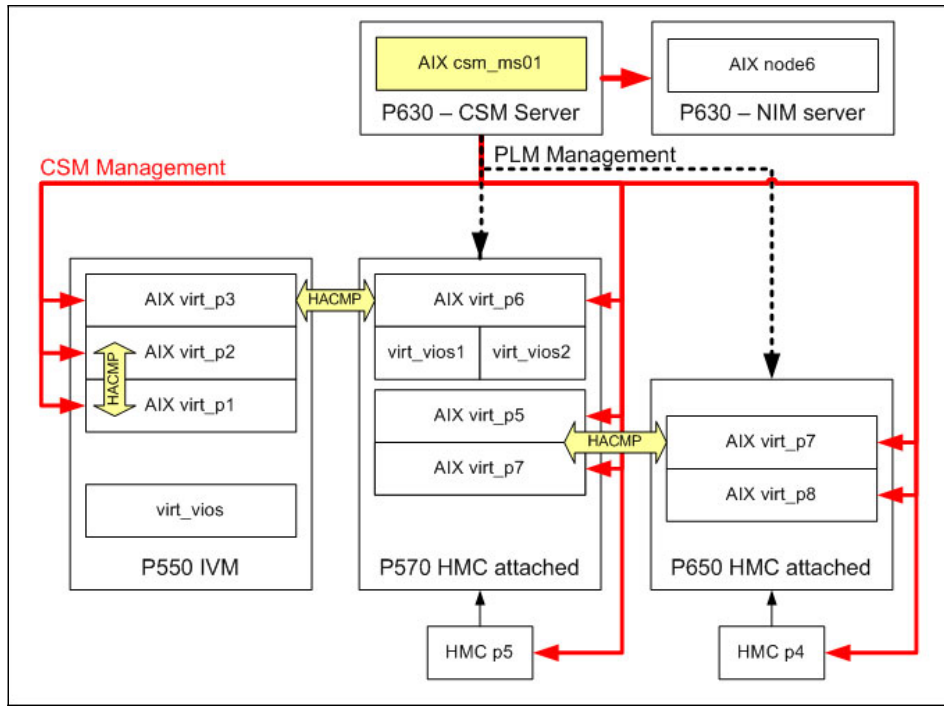 AIX csm_ms01
P630 – CSM Server
AIX node6
P630 – NIM server
CSM Management
PLM Management
AIX virt_p3
HACMP
AIX virt_p2
HACMP
AIX virt_p1
virt_vios
P550 IVM
AIX virt_p6
virt_vios1
virt_vios2
AIX virt_p5
HACMP
AIX virt_p7
P570 HMC attached
AIX virt_p7
AIX virt_p8
P650 HMC attached
HMC p5
HMC p4